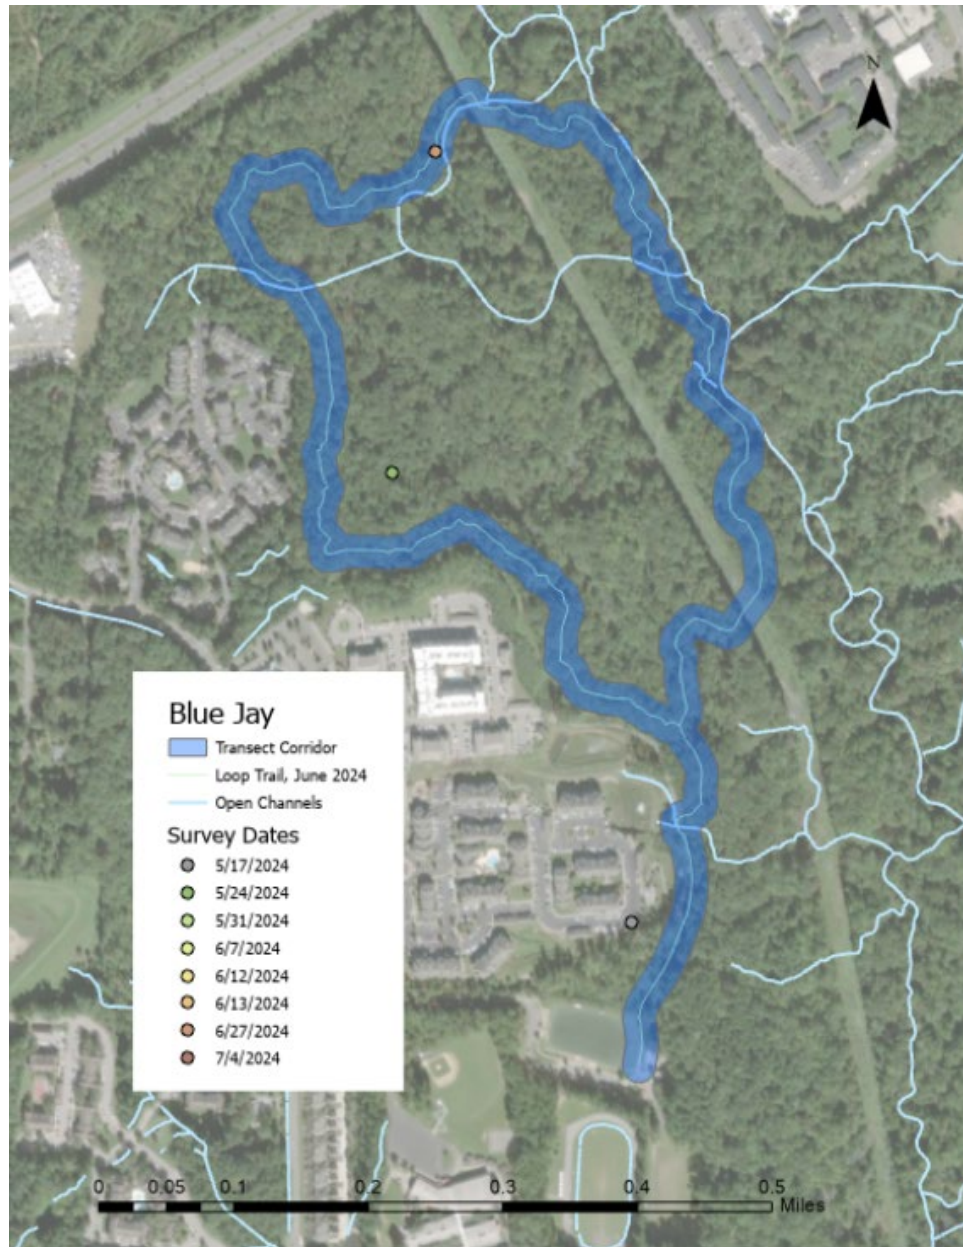 N
Blue Jay
Transect Corridor
Loop Trail, June 2024
Open Channels
Survey Dates
5/17/2024
5/24/2024
5/31/2024
6/7/2024
6/12/2024
6/13/2024
6/27/2024
7/4/2024
0 0.05 0.1 0.2 0.3 0.4 0.5
Miles